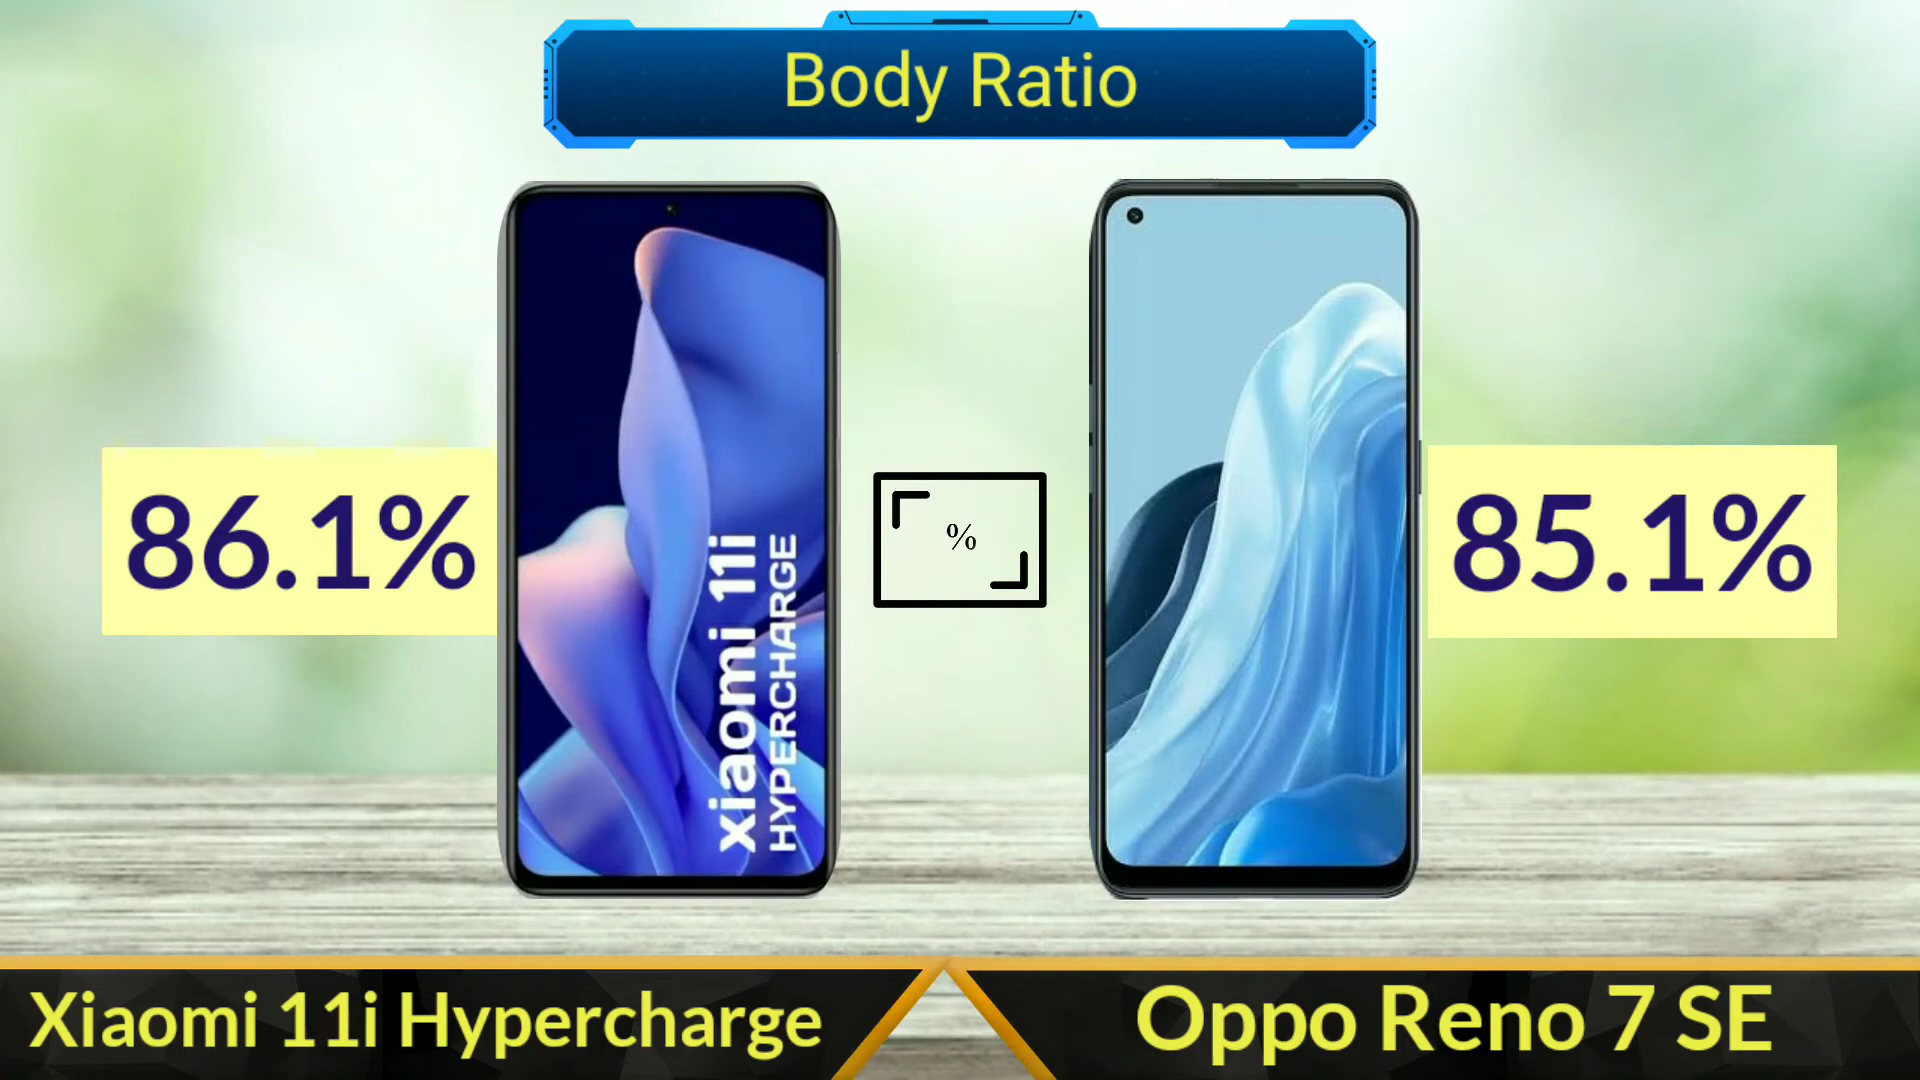 Body Ratio
86.1%
xiaomi 11i
HYPERCHARGE
%
85.1%
Xiaomi 11i Hypercharge
Oppo Reno 7 SE